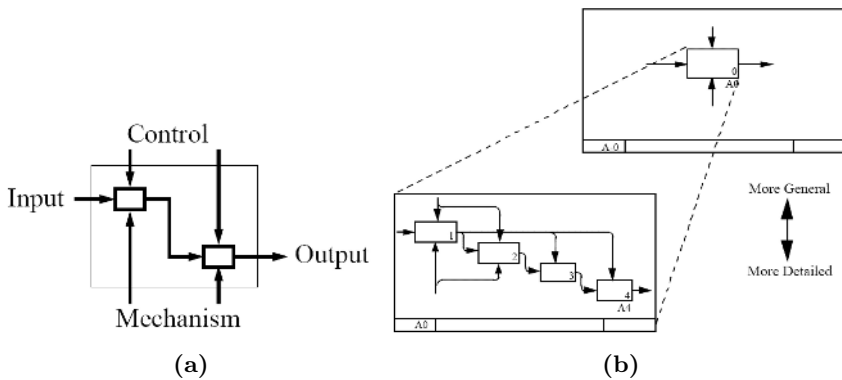 Control
Input
Output
Mechanism
(a)
0
A0
A-0
More General
More Detailed
1
2
3
4
A4
A0
(b)